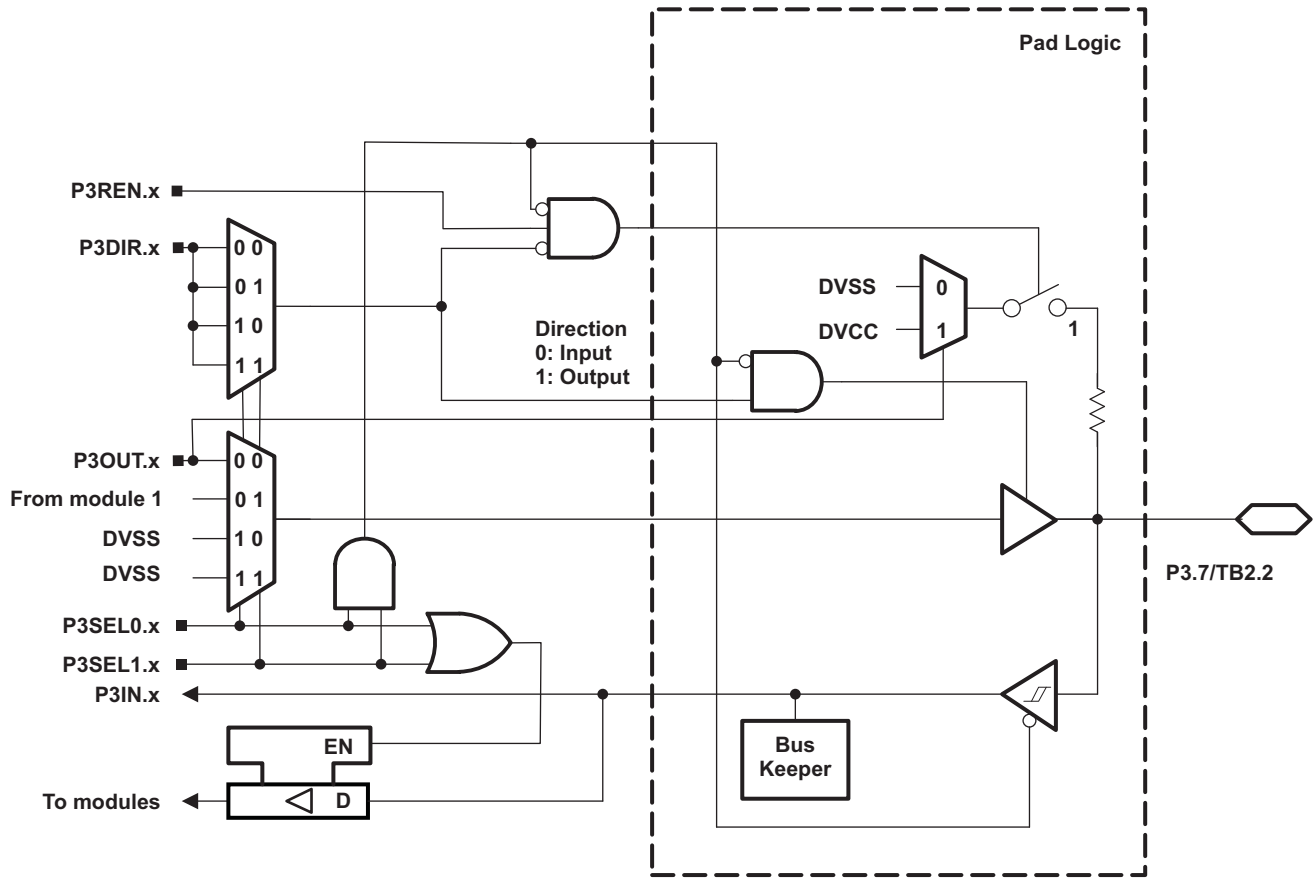 Pad Logic
P3REN.x
P3DIR.x
0 0
0 1
1 0
1 1
Direction
0: Input
1: Output
DVSS
0
DVCC
1
1
P3OUT.x
0 0
From module 1
0 1
DVSS
1 0
DVSS
1 1
P3.7/TB2.2
P3SEL0.x
P3SEL1.x
P3IN.x
Bus
Keeper
EN
To modules
D